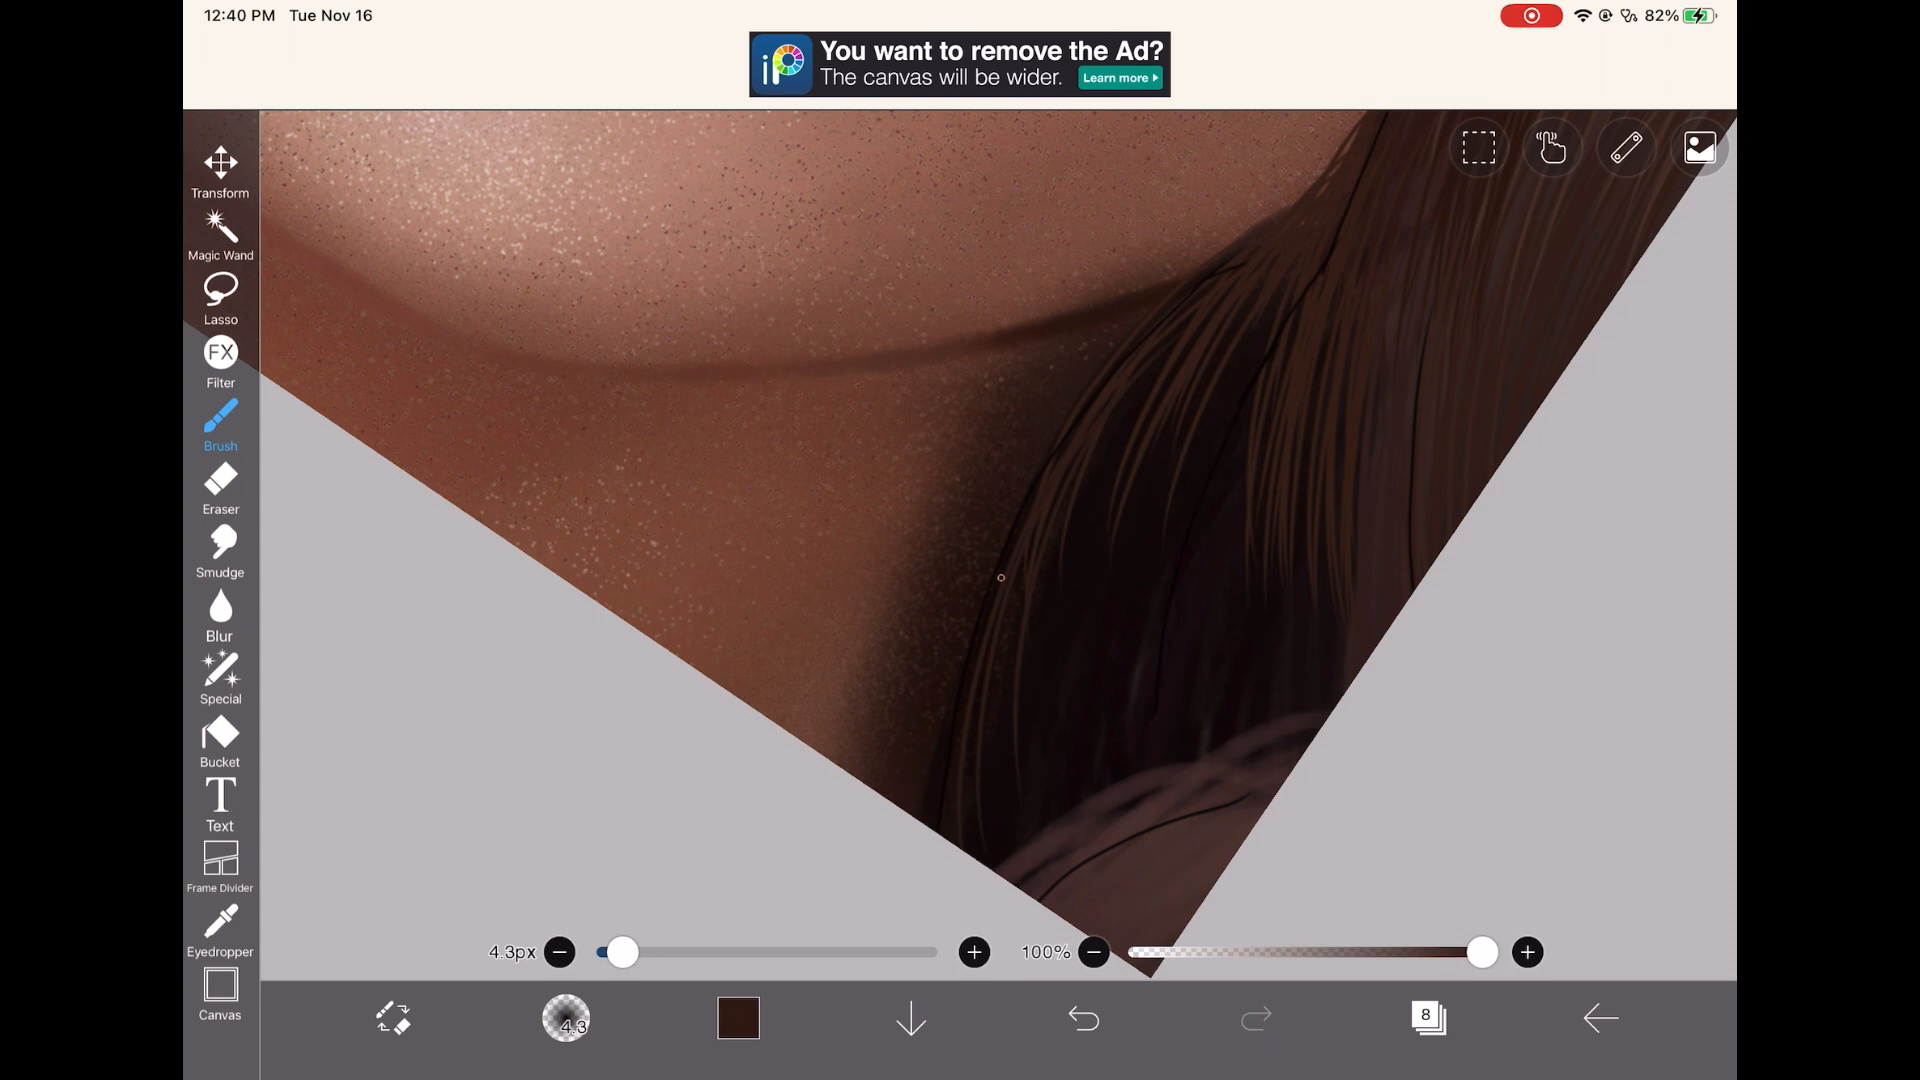 12:40 PM Tue Nov 16
82%
iP
You want to remove the Ad?
The canvas will be wider.
Learn more
Transform
Magic Wand
Lasso
FX
Filter
Brush
Eraser
Smudge
Blur
Special
Bucket
T
Text
Frame Divider
Eyedropper
Canvas
4.3px
100%
4.3
8